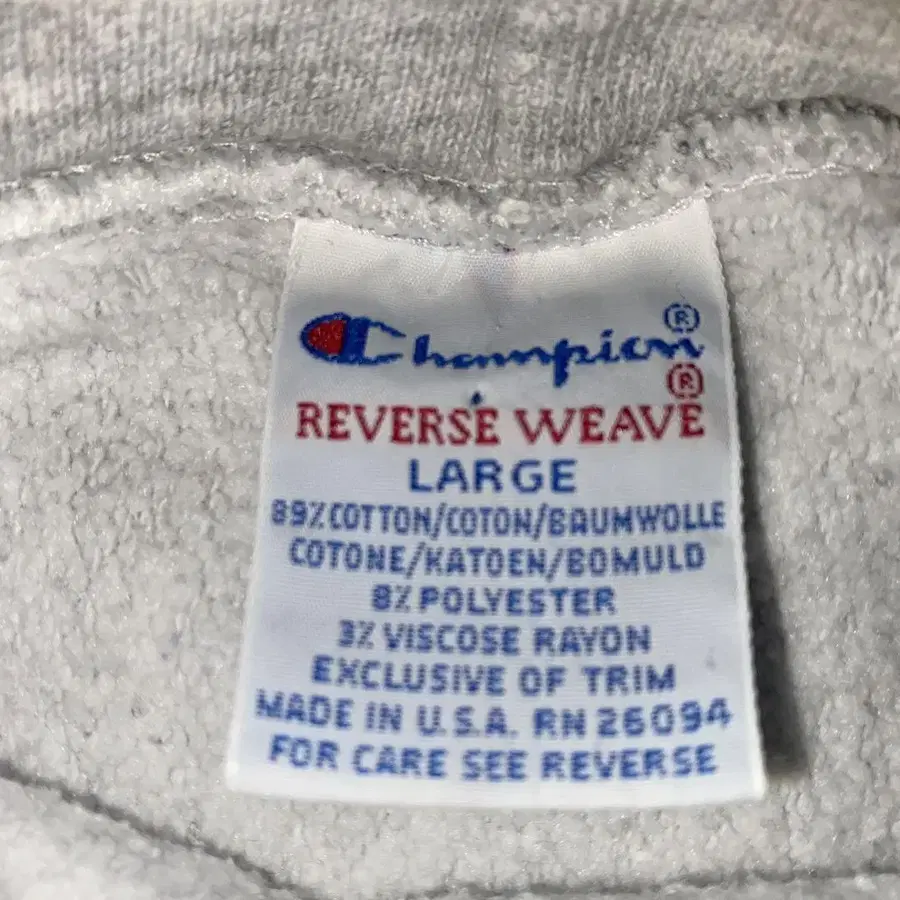 Champion®
REVERSE WEAVE®
LARGE
89% COTTON/COTON/BAUMWOLLE
COTONE/KATOEN/BOMULD
8% POLYESTER
3% VISCOSE RAYON
EXCLUSIVE OF TRIM
MADE IN U.S.A. RN 26094
FOR CARE SEE REVERSE